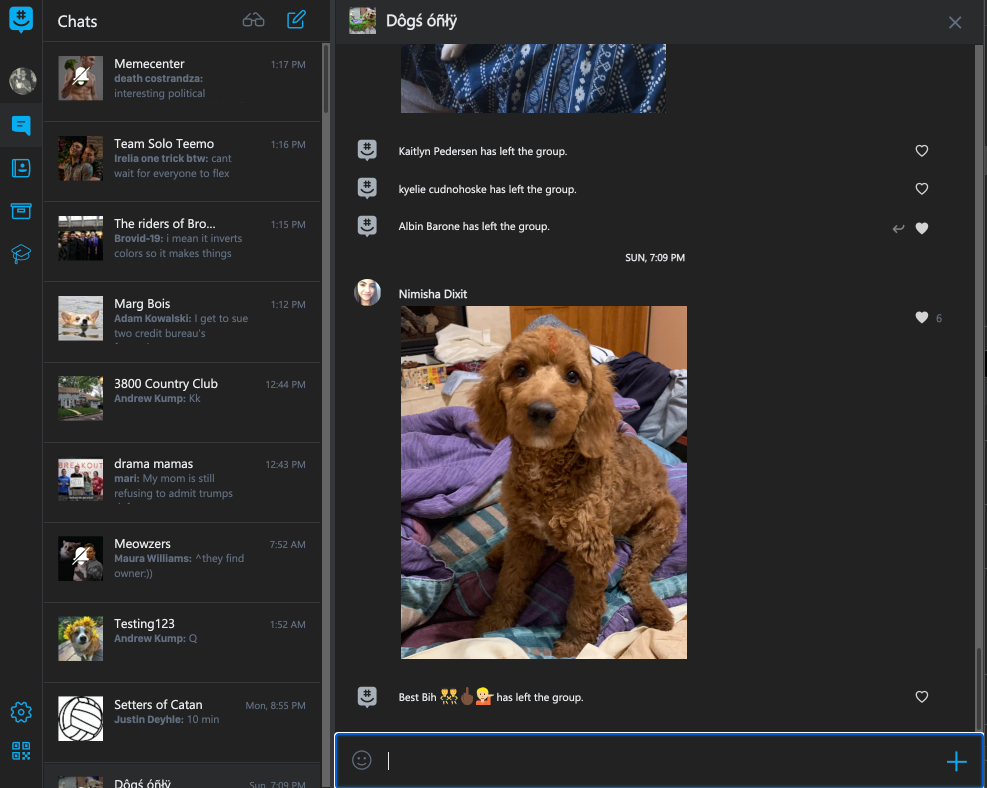 Chats
Memecenter
1:17 PM
death costrandza:
interesting political
Team Solo Teemo
1:16 PM
Irelia one trick btw: cant
wait for everyone to flex
The riders of Bro...
1:15 PM
Brovid-19: i mean it inverts
colors so it makes things
Marg Bois
1:12 PM
Adam Kowalski: I get to sue
two credit bureau's
3800 Country Club
12:44 PM
Andrew Kump: Kk
drama mamas
12:43 PM
mari: My mom is still
refusing to admit trumps
BREAKOUT
Meowzers
7:52 AM
Maura Williams: ^they find
owner:))
Testing123
1:52 AM
Andrew Kump: Q
Setters of Catan
Mon, 8:55 PM
Justin Deyhle: 10 min
Dôgś óñłÿ
Sun, 7:09 PM
Dôgś óñłÿ
Kaitlyn Pedersen has left the group.
kyelie cudnohoske has left the group.
Albin Barone has left the group.
SUN, 7:09 PM
Nimisha Dixit
6
Best Bih 👯🖕🏾💁🏼 has left the group.